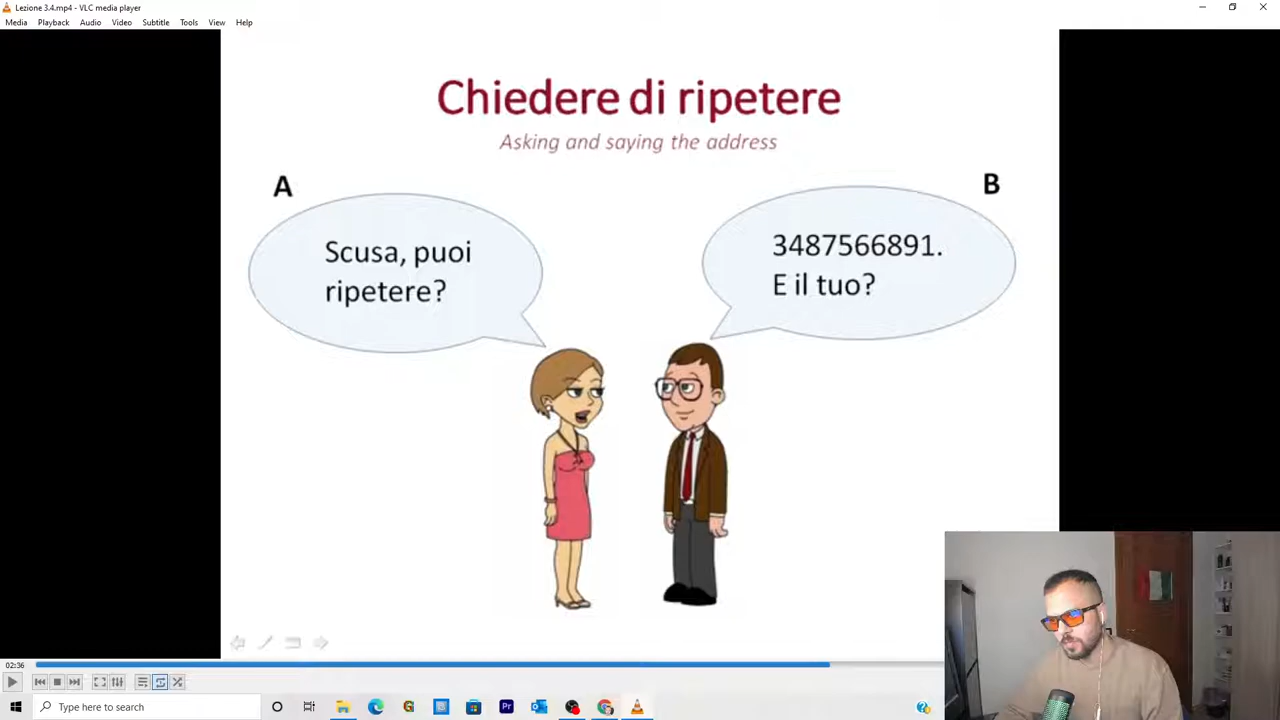 Lezione 3.4.mp4 - VLC media player
Media Playback Audio Video Subtitle Tools View Help
Chiedere di ripetere
Asking and saying the address
A
B
Scusa, puoi
ripetere?
3487566891.
E il tuo?
02:36
Type here to search